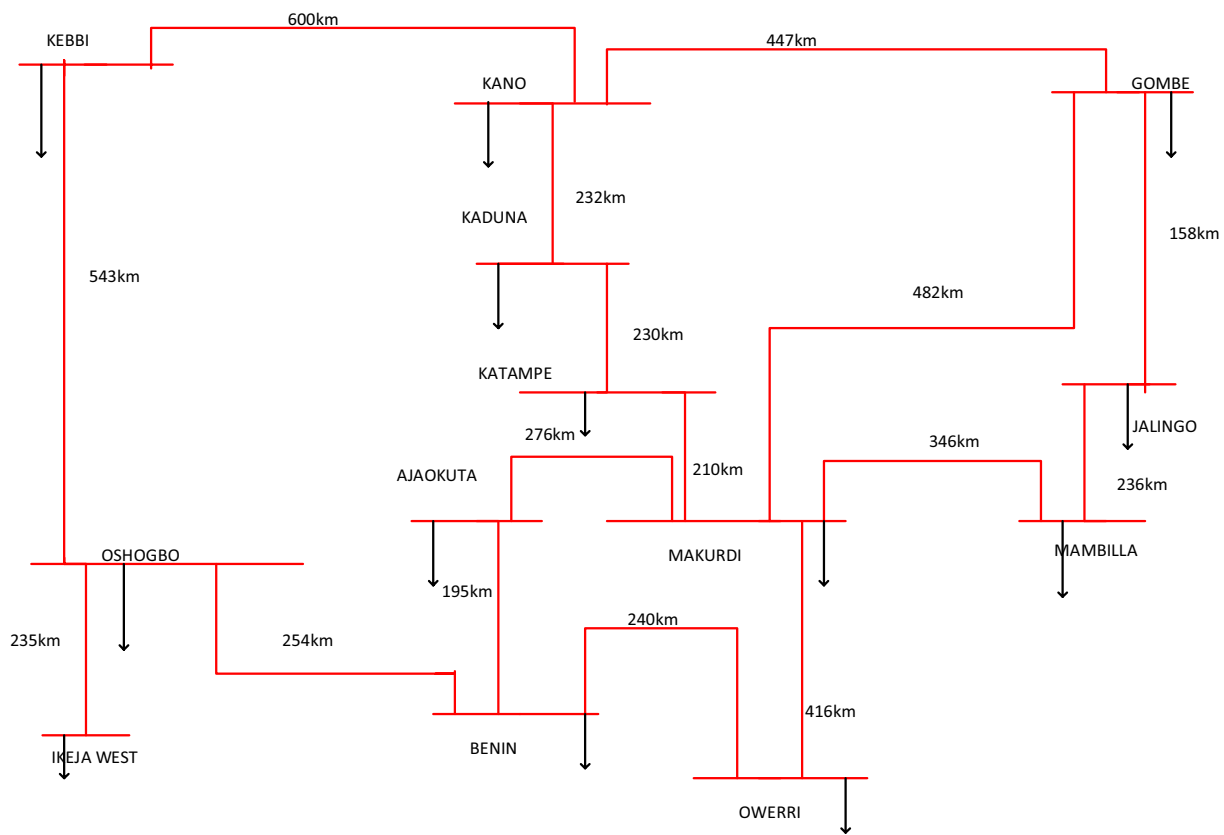 600km
KEBBI
447km
KANO
GOMBE
232km
KADUNA
158km
543km
482km
230km
KATAMPE
JALINGO
276km
346km
AJAOKUTA
210km
236km
OSHOGBO
MAKURDI
MAMBILLA
195km
235km
254km
240km
416km
IKEJA WEST
BENIN
OWERRI